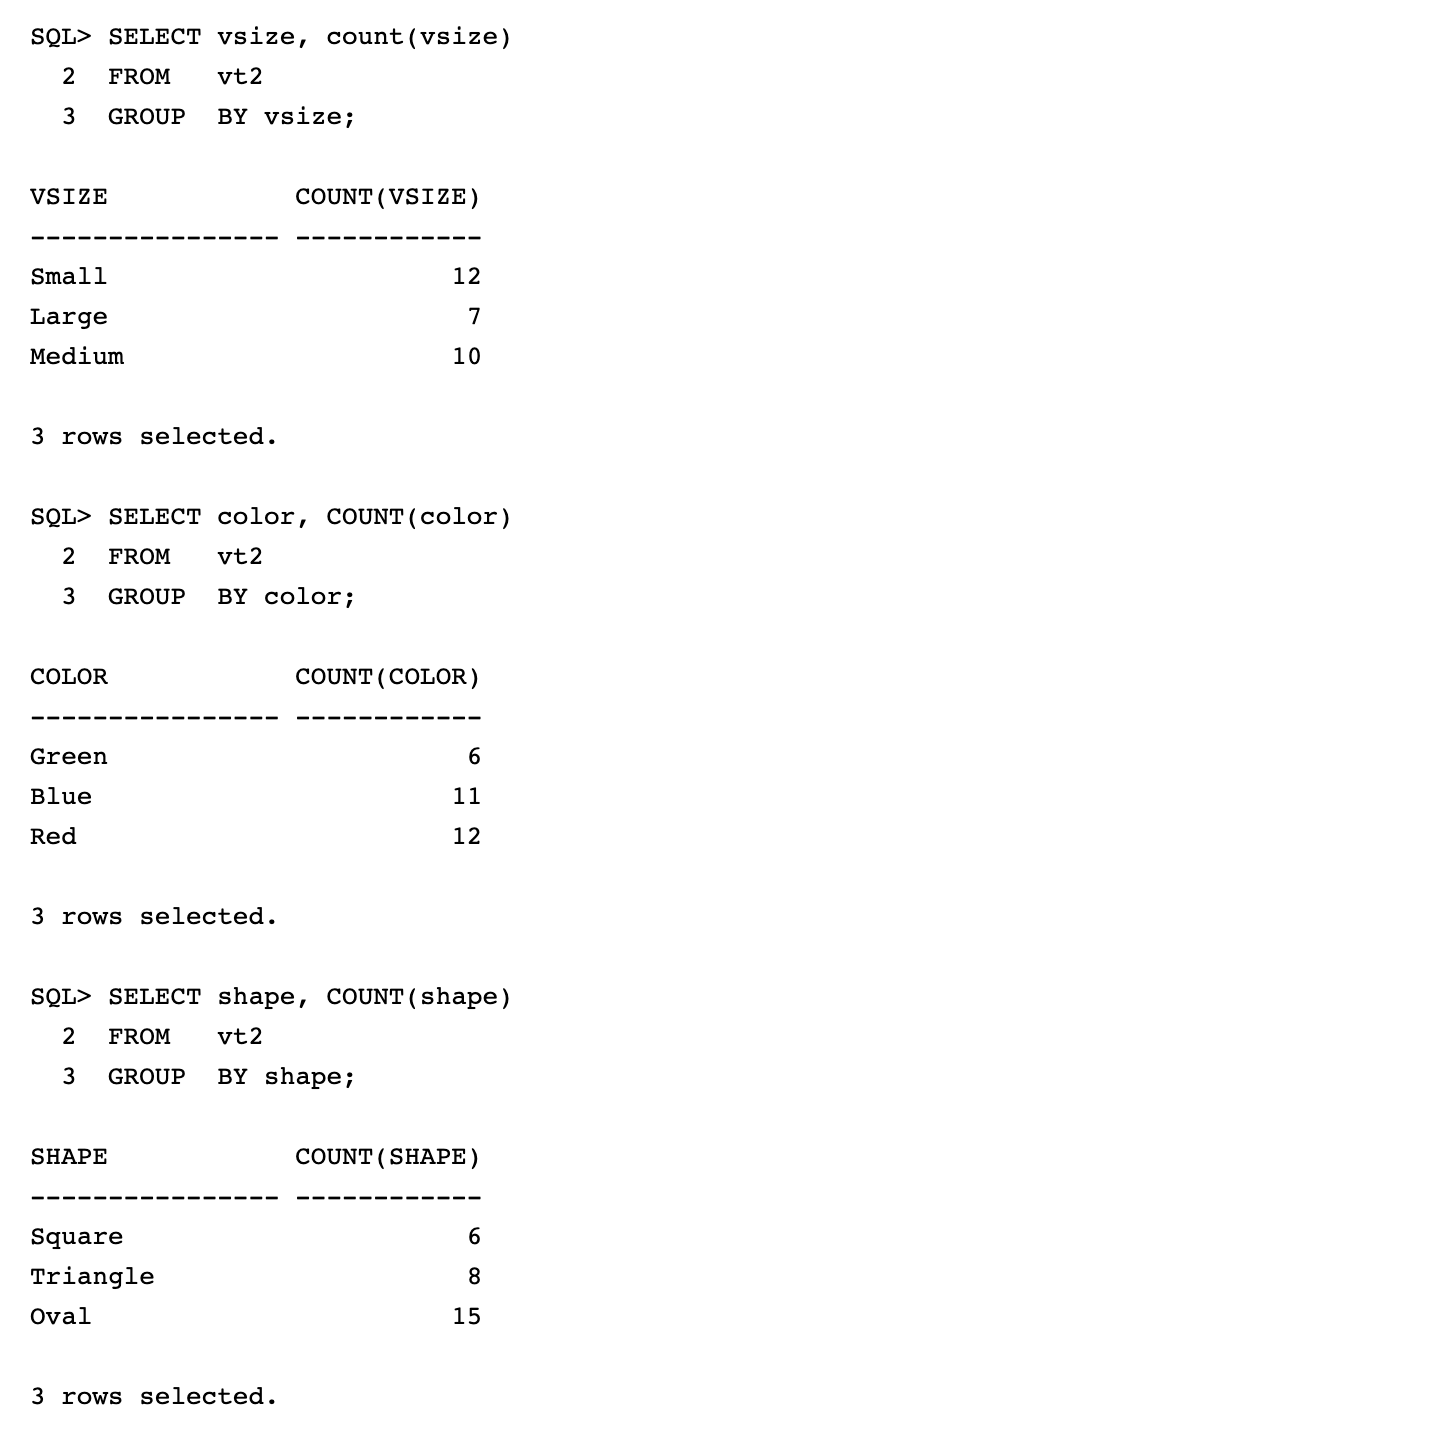 SQL> SELECT vsize, count(vsize)
  2  FROM   vt2
  3  GROUP  BY vsize;
VSIZE            COUNT(VSIZE)
---------------- ------------
Small                      12
Large                       7
Medium                     10
3 rows selected.
SQL> SELECT color, COUNT(color)
  2  FROM   vt2
  3  GROUP  BY color;
COLOR            COUNT(COLOR)
---------------- ------------
Green                       6
Blue                       11
Red                        12
3 rows selected.
SQL> SELECT shape, COUNT(shape)
  2  FROM   vt2
  3  GROUP  BY shape;
SHAPE            COUNT(SHAPE)
---------------- ------------
Square                      6
Triangle                    8
Oval                       15
3 rows selected.